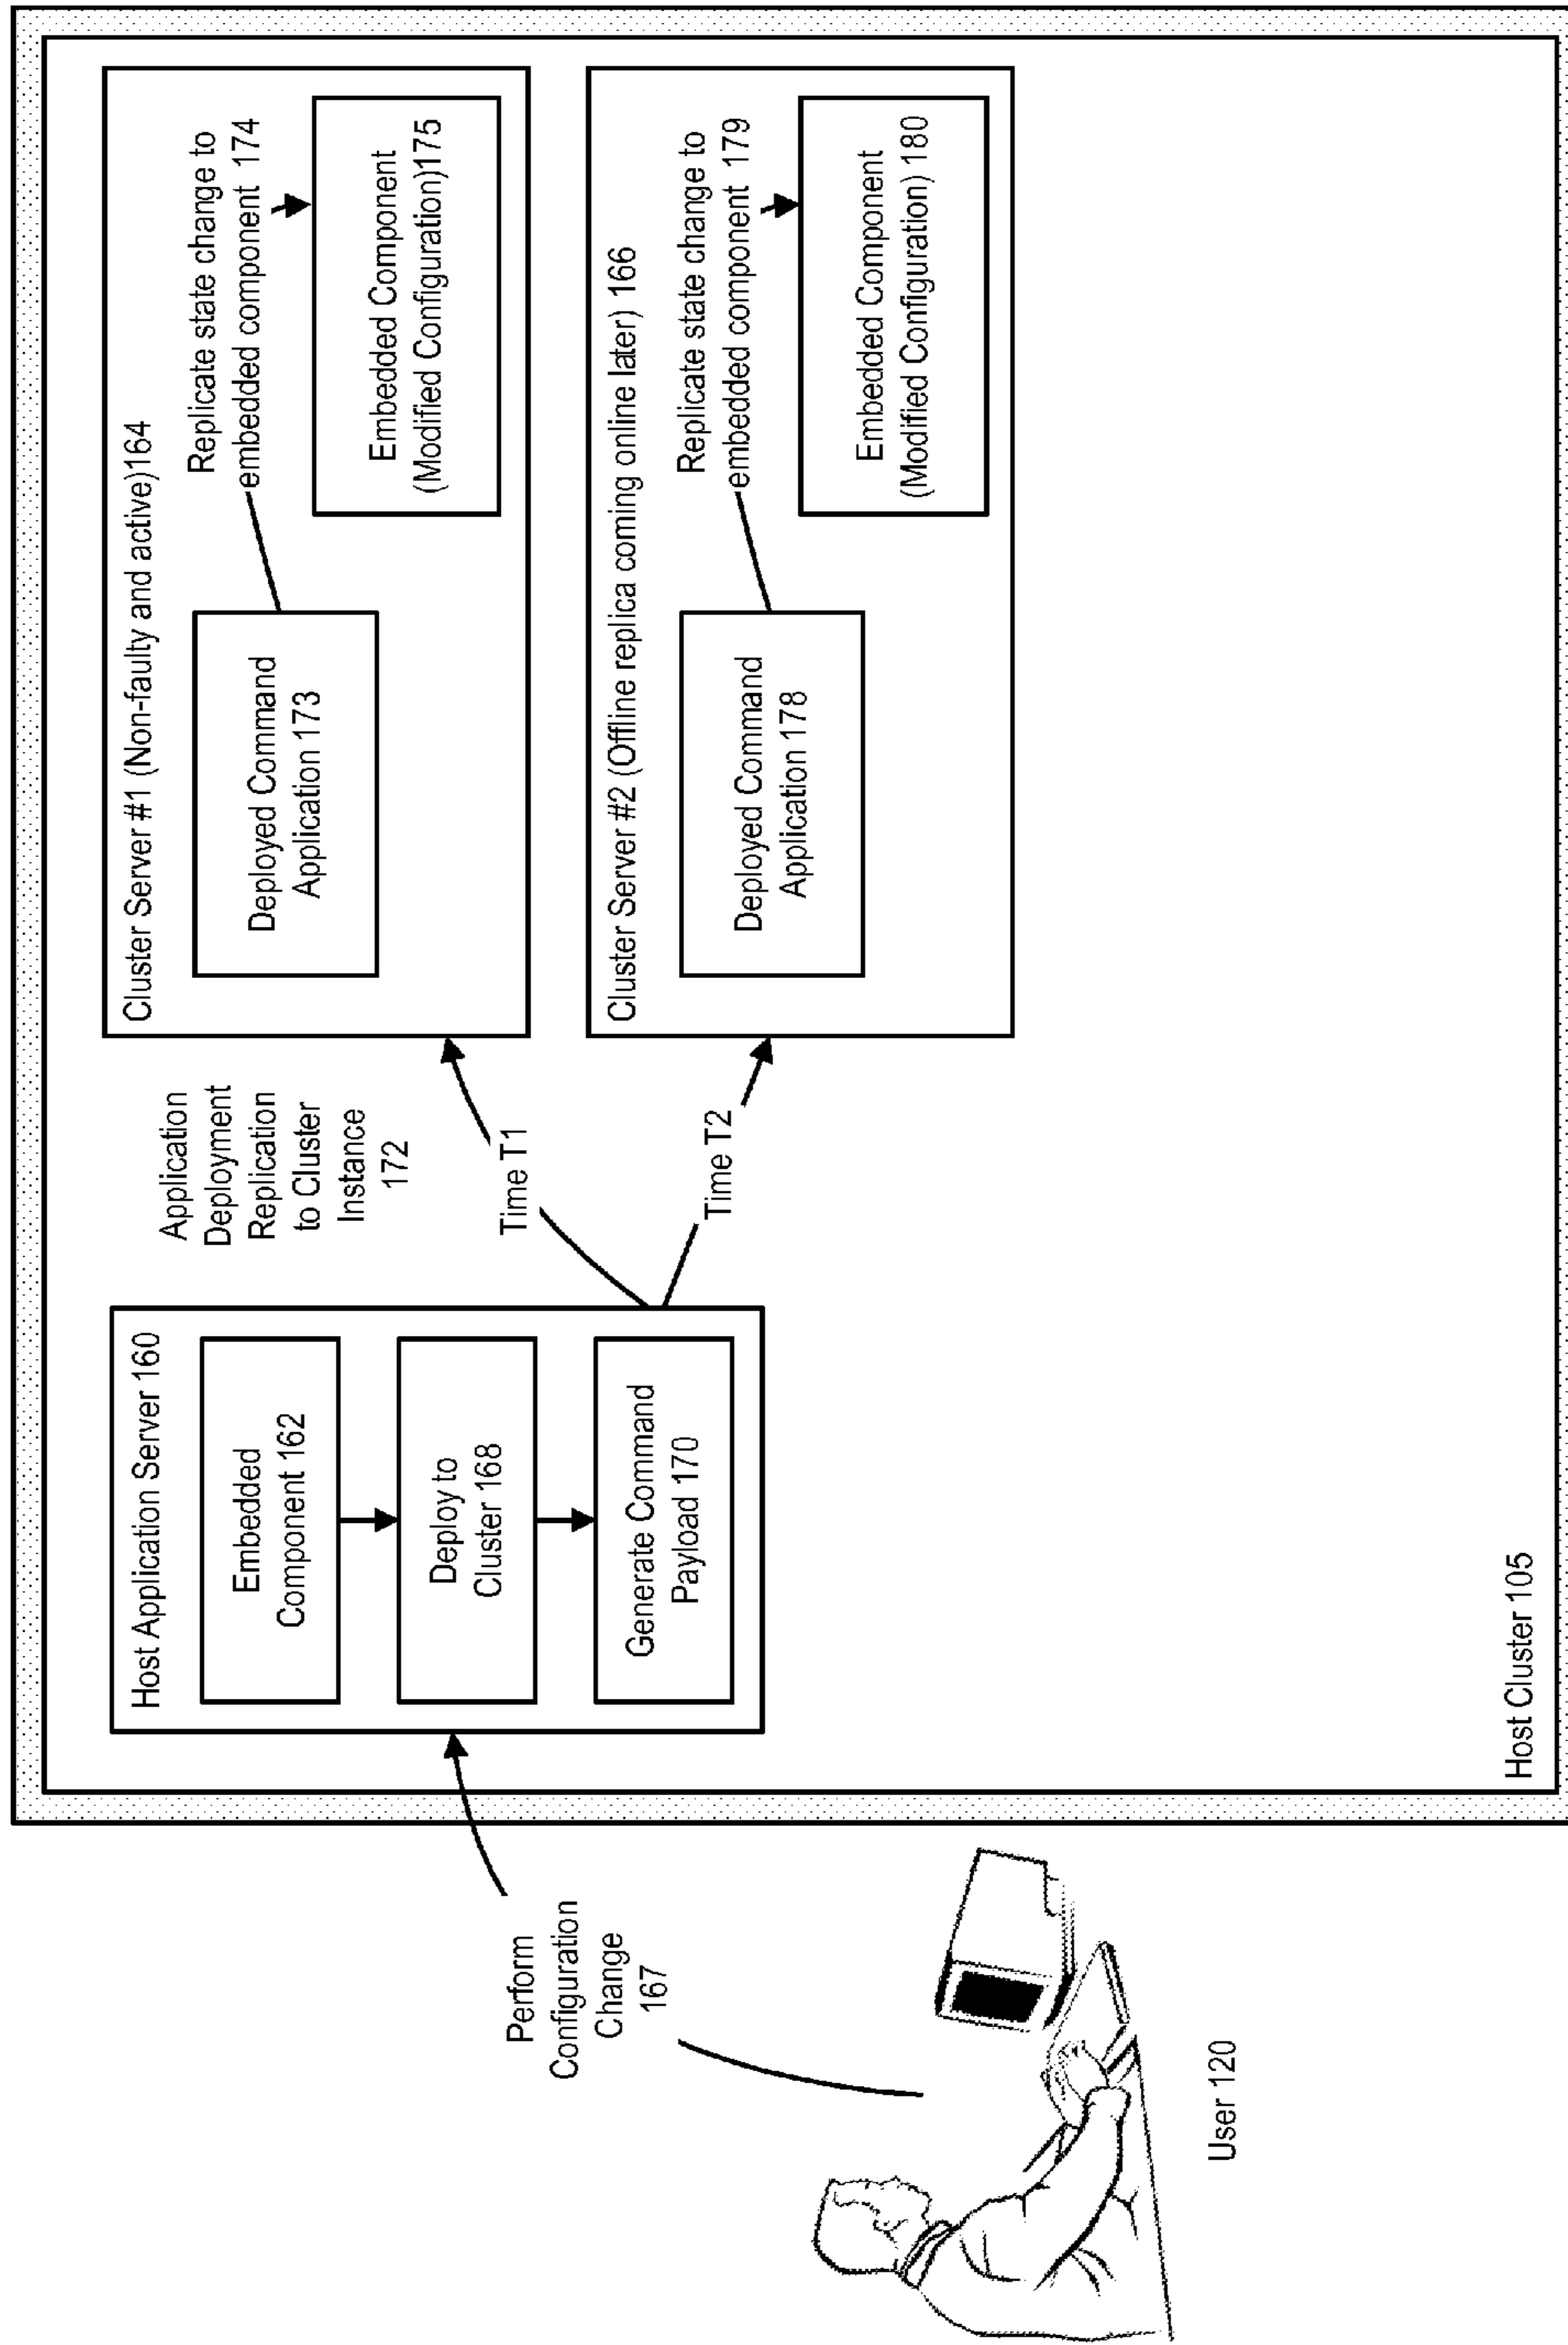 Perform
Configuration
Change
167
User 120
Host Application Server 160
Embedded
Component 162
Deploy to
Cluster 168
Generate Command
Payload 170
Application
Deployment
Replication
to Cluster
Instance
172
Time T1
Time T2
Cluster Server #1 (Non-faulty and active)164
Deployed Command
Application 173
Replicate state change to
embedded component 174
Embedded Component
(Modified Configuration)175
Cluster Server #2 (Offline replica coming online later) 166
Deployed Command
Application 178
Replicate state change to
embedded component 179
Embedded Component
(Modified Configuration) 180
Host Cluster 105